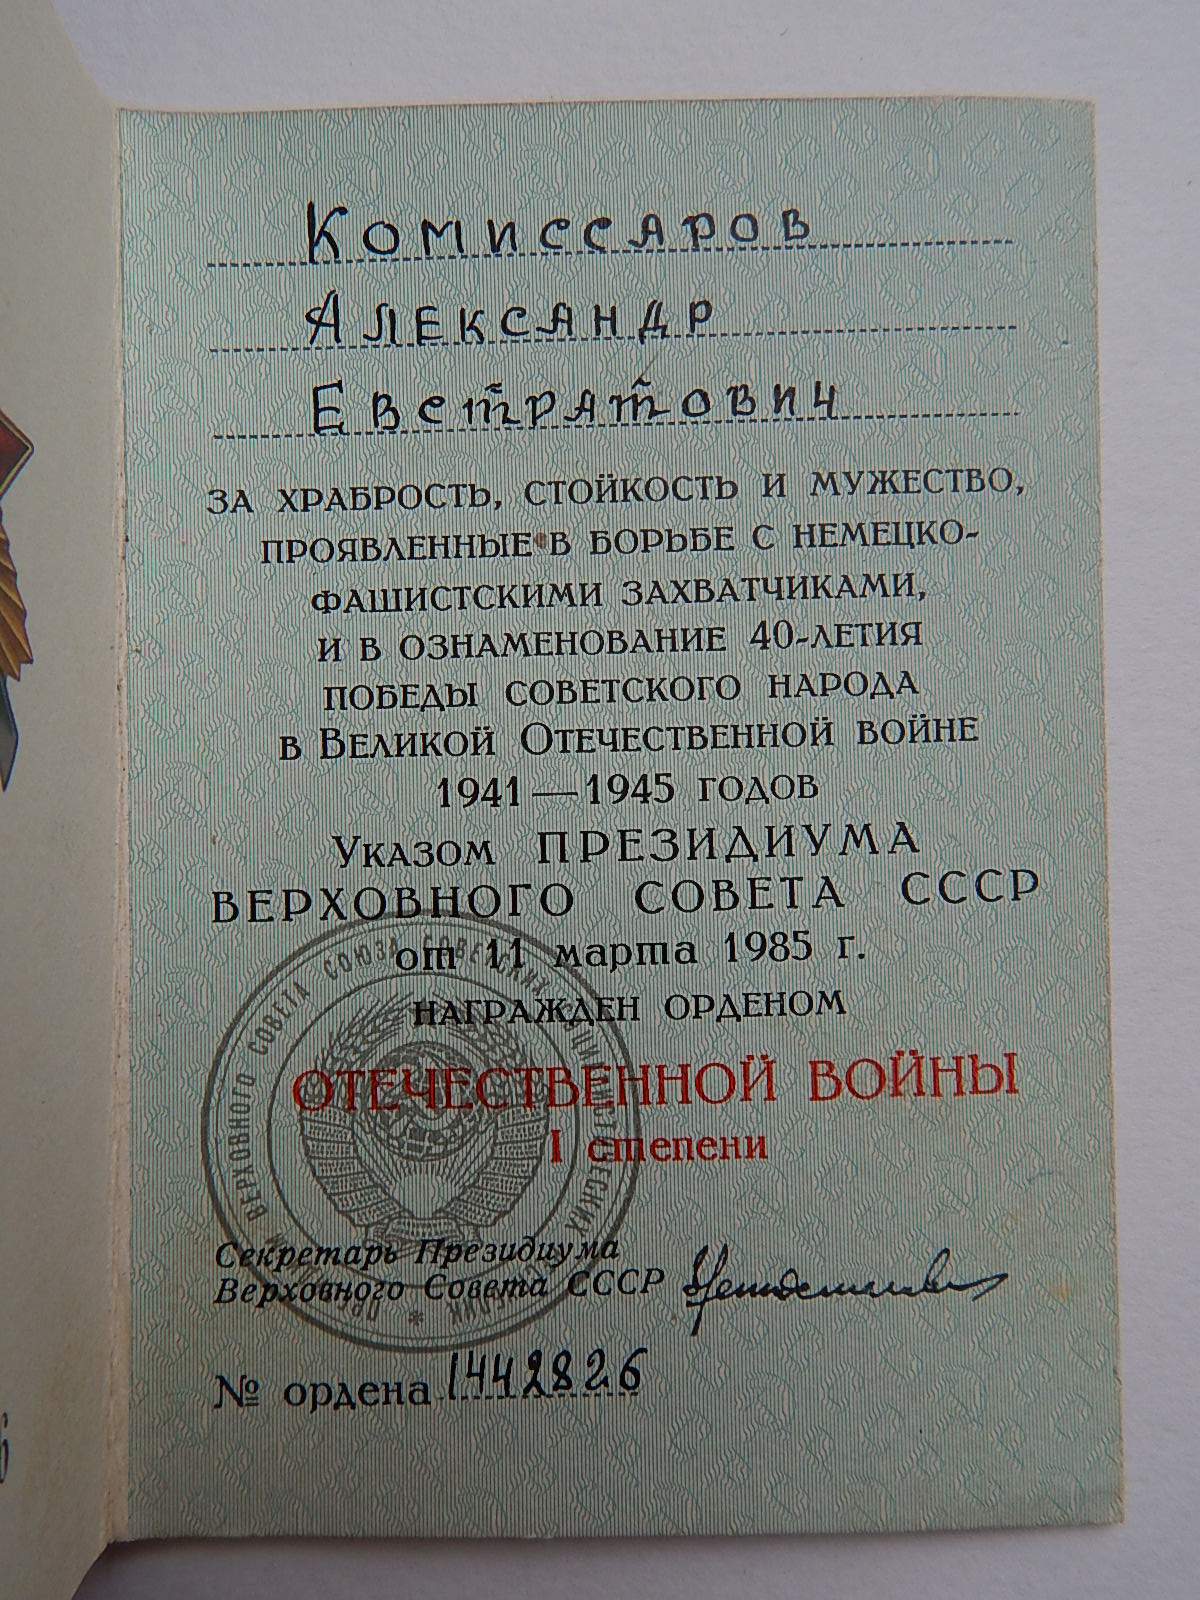 Комиссаров
Александр
Евстратович
ЗА ХРАБРОСТЬ, СТОЙКОСТЬ И МУЖЕСТВО,
ПРОЯВЛЕННЫЕ В БОРЬБЕ С НЕМЕЦКО-
ФАШИСТСКИМИ ЗАХВАТЧИКАМИ,
И В ОЗНАМЕНОВАНИЕ 40-ЛЕТИЯ
ПОБЕДЫ СОВЕТСКОГО НАРОДА
В ВЕЛИКОЙ ОТЕЧЕСТВЕННОЙ ВОЙНЕ
1941—1945 ГОДОВ
УКАЗОМ ПРЕЗИДИУМА
ВЕРХОВНОГО СОВЕТА СССР
от 11 марта 1985 г.
НАГРАЖДЕН ОРДЕНОМ
ОТЕЧЕСТВЕННОЙ ВОЙНЫ
I степени
Секретарь Президиума
Верховного Совета СССР
№ ордена 1442826